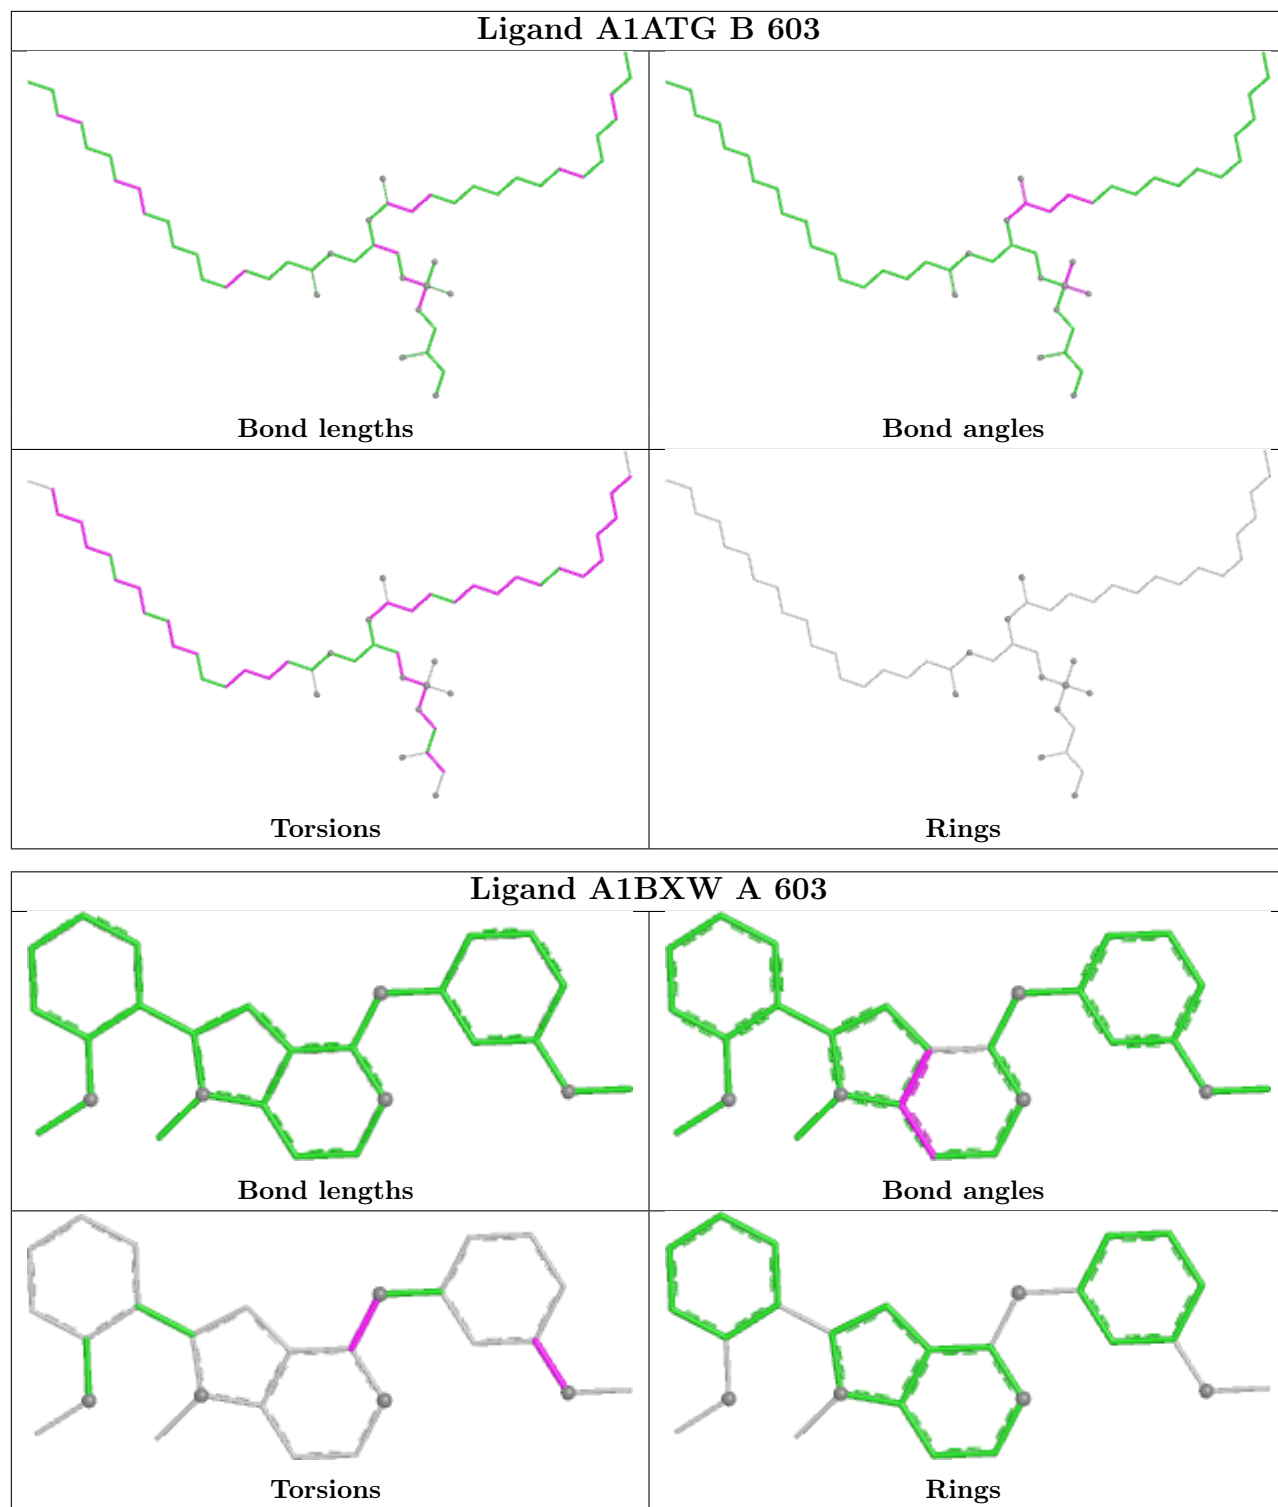 Ligand A1ATG B 603
Bond lengths
Bond angles
Torsions
Rings
Ligand A1BXW A 603
Bond lengths
Bond angles
Torsions
Rings